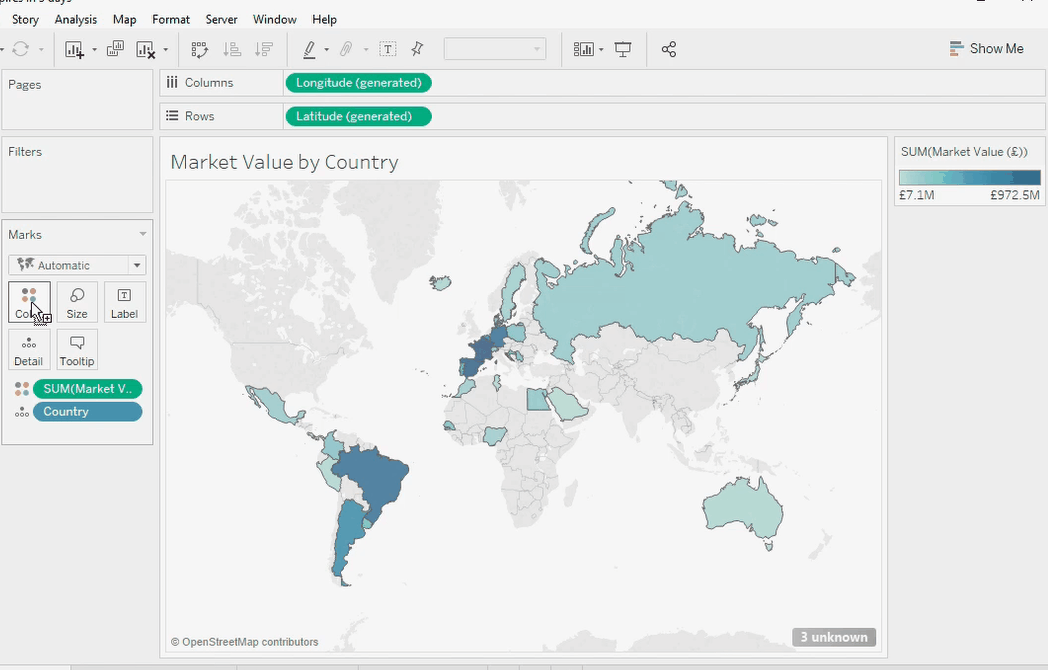 Story Analysis Map Format Server Window Help
Show Me
Pages
Columns Longitude (generated)
Rows Latitude (generated)
Filters
Market Value by Country
SUM(Market Value (£))
£7.1M £972.5M
Marks
Automatic
Size Label
Detail Tooltip
SUM(Market V..
Country
© OpenStreetMap contributors
3 unknown